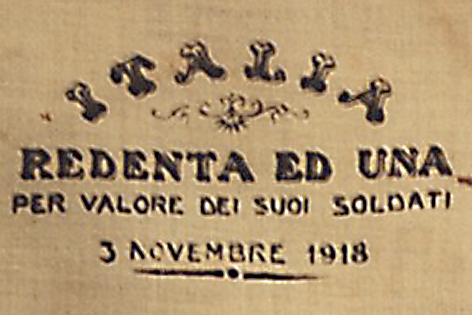 ITALIA
REDENTA ED UNA
PER VALORE DEI SUOI SOLDATI
3 NOVEMBRE 1918